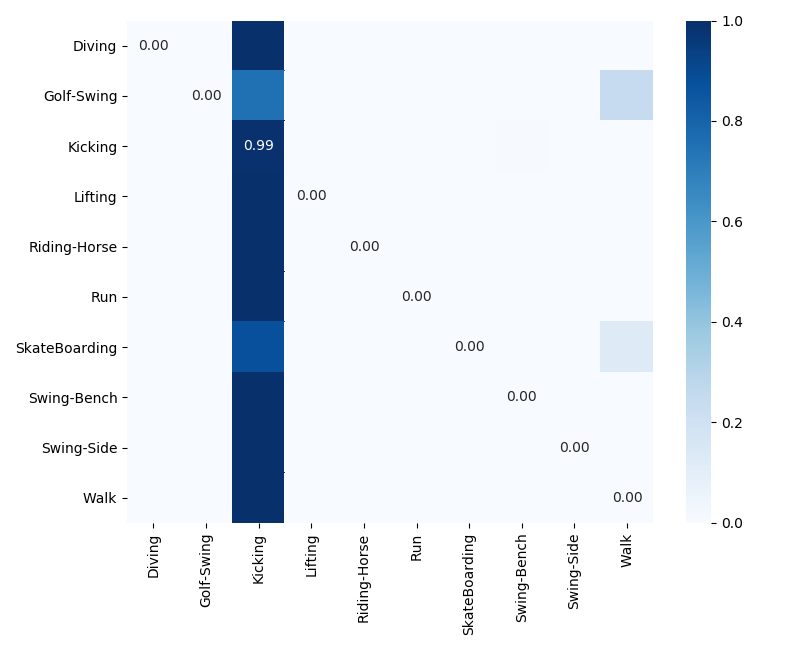 Diving 0.00
Golf-Swing 0.00
Kicking 0.99
Lifting 0.00
Riding-Horse 0.00
Run 0.00
SkateBoarding 0.00
Swing-Bench 0.00
Swing-Side 0.00
Walk 0.00
Diving
Golf-Swing
Kicking
Lifting
Riding-Horse
Run
SkateBoarding
Swing-Bench
Swing-Side
Walk
1.0
0.8
0.6
0.4
0.2
0.0